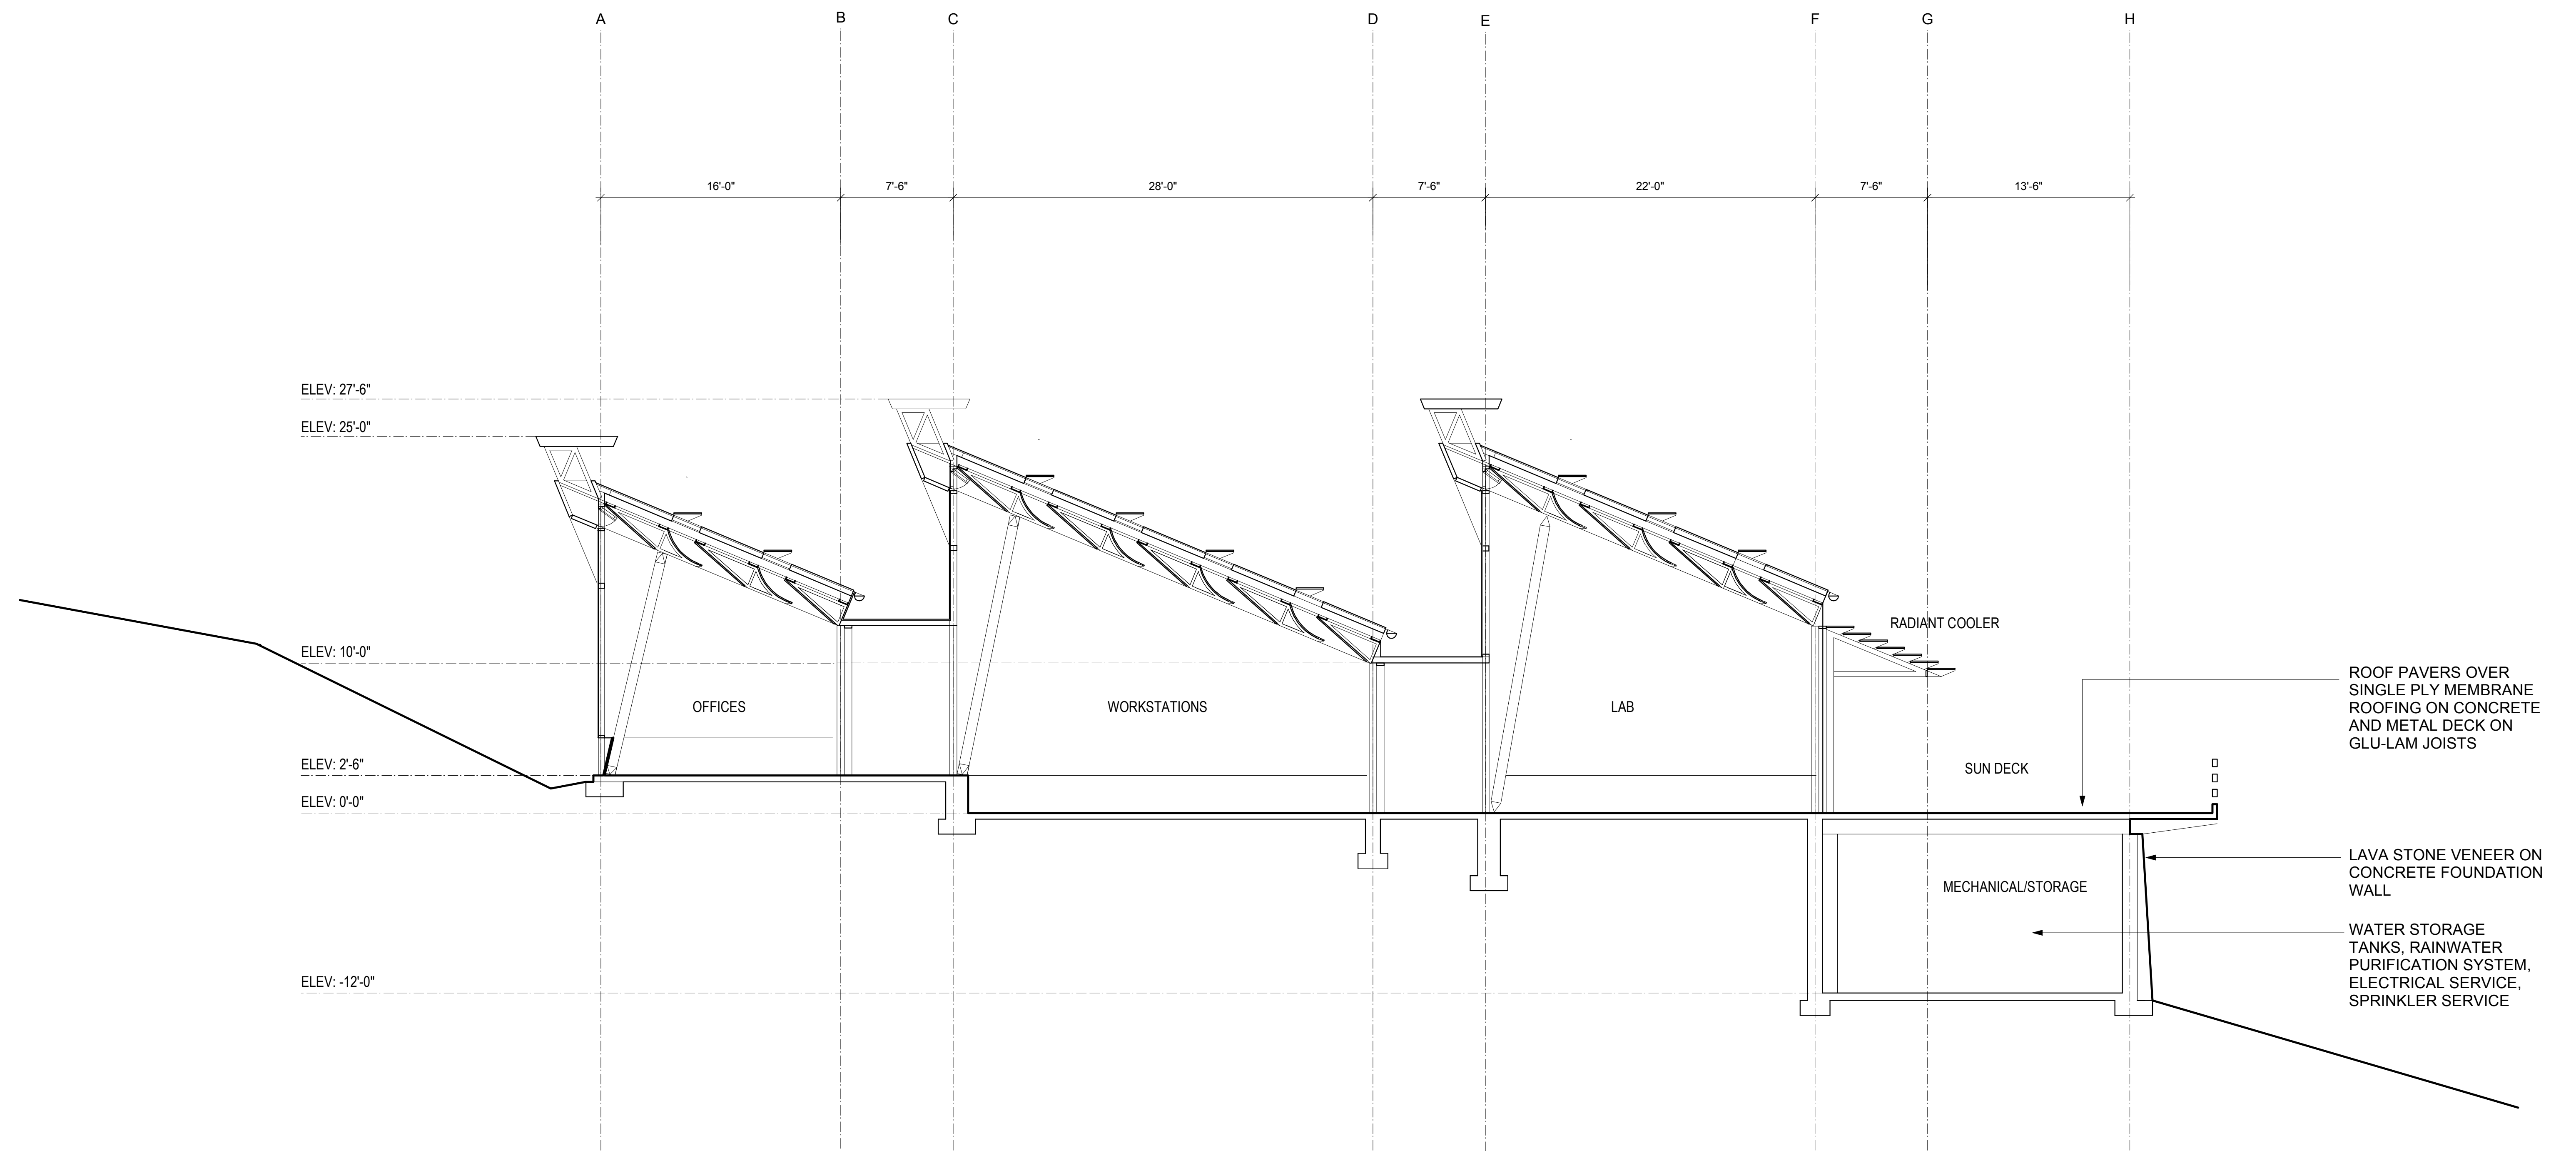 A
B
C
D
E
F
G
H
16'-0"
7'-6"
28'-0"
7'-6"
22'-0"
7'-6"
13'-6"
ELEV: 27'-6"
ELEV: 25'-0"
RADIANT COOLER
ELEV: 10'-0"
ROOF PAVERS OVER
SINGLE PLY MEMBRANE
ROOFING ON CONCRETE
AND METAL DECK ON
GLU-LAM JOISTS
OFFICES
WORKSTATIONS
LAB
ELEV: 2'-6"
SUN DECK
ELEV: 0'-0"
LAVA STONE VENEER ON
CONCRETE FOUNDATION
WALL
MECHANICAL/STORAGE
WATER STORAGE
TANKS, RAINWATER
PURIFICATION SYSTEM,
ELECTRICAL SERVICE,
SPRINKLER SERVICE
ELEV: -12'-0"